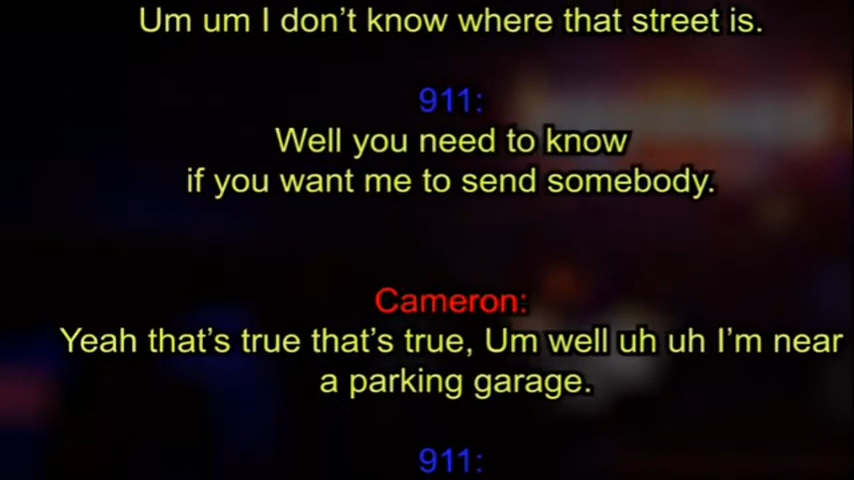 Um um I don't know where that street is.
911:
Well you need to know
if you want me to send somebody.
Cameron:
Yeah that's true that's true, Um well uh uh I'm near
a parking garage.
911: